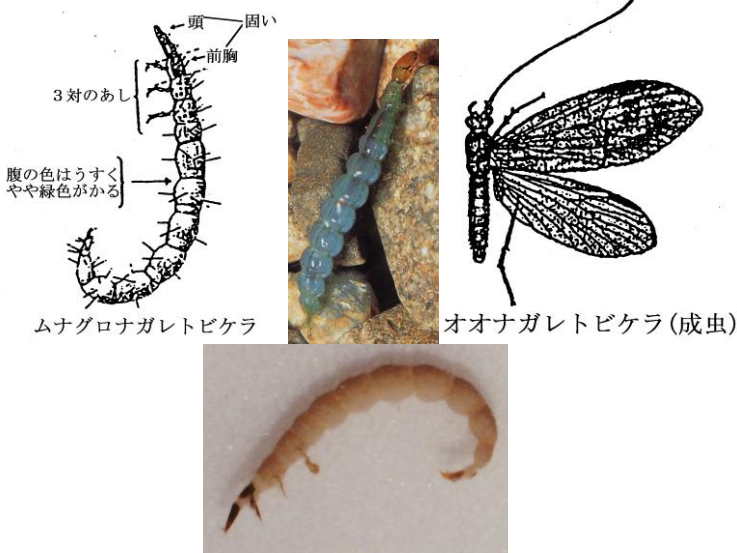 頭
固い
前胸
3対のあし
腹の色はうすく
やや緑色がかる
ムナグロナガレトビケラ
オオナガレトビケラ(成虫)